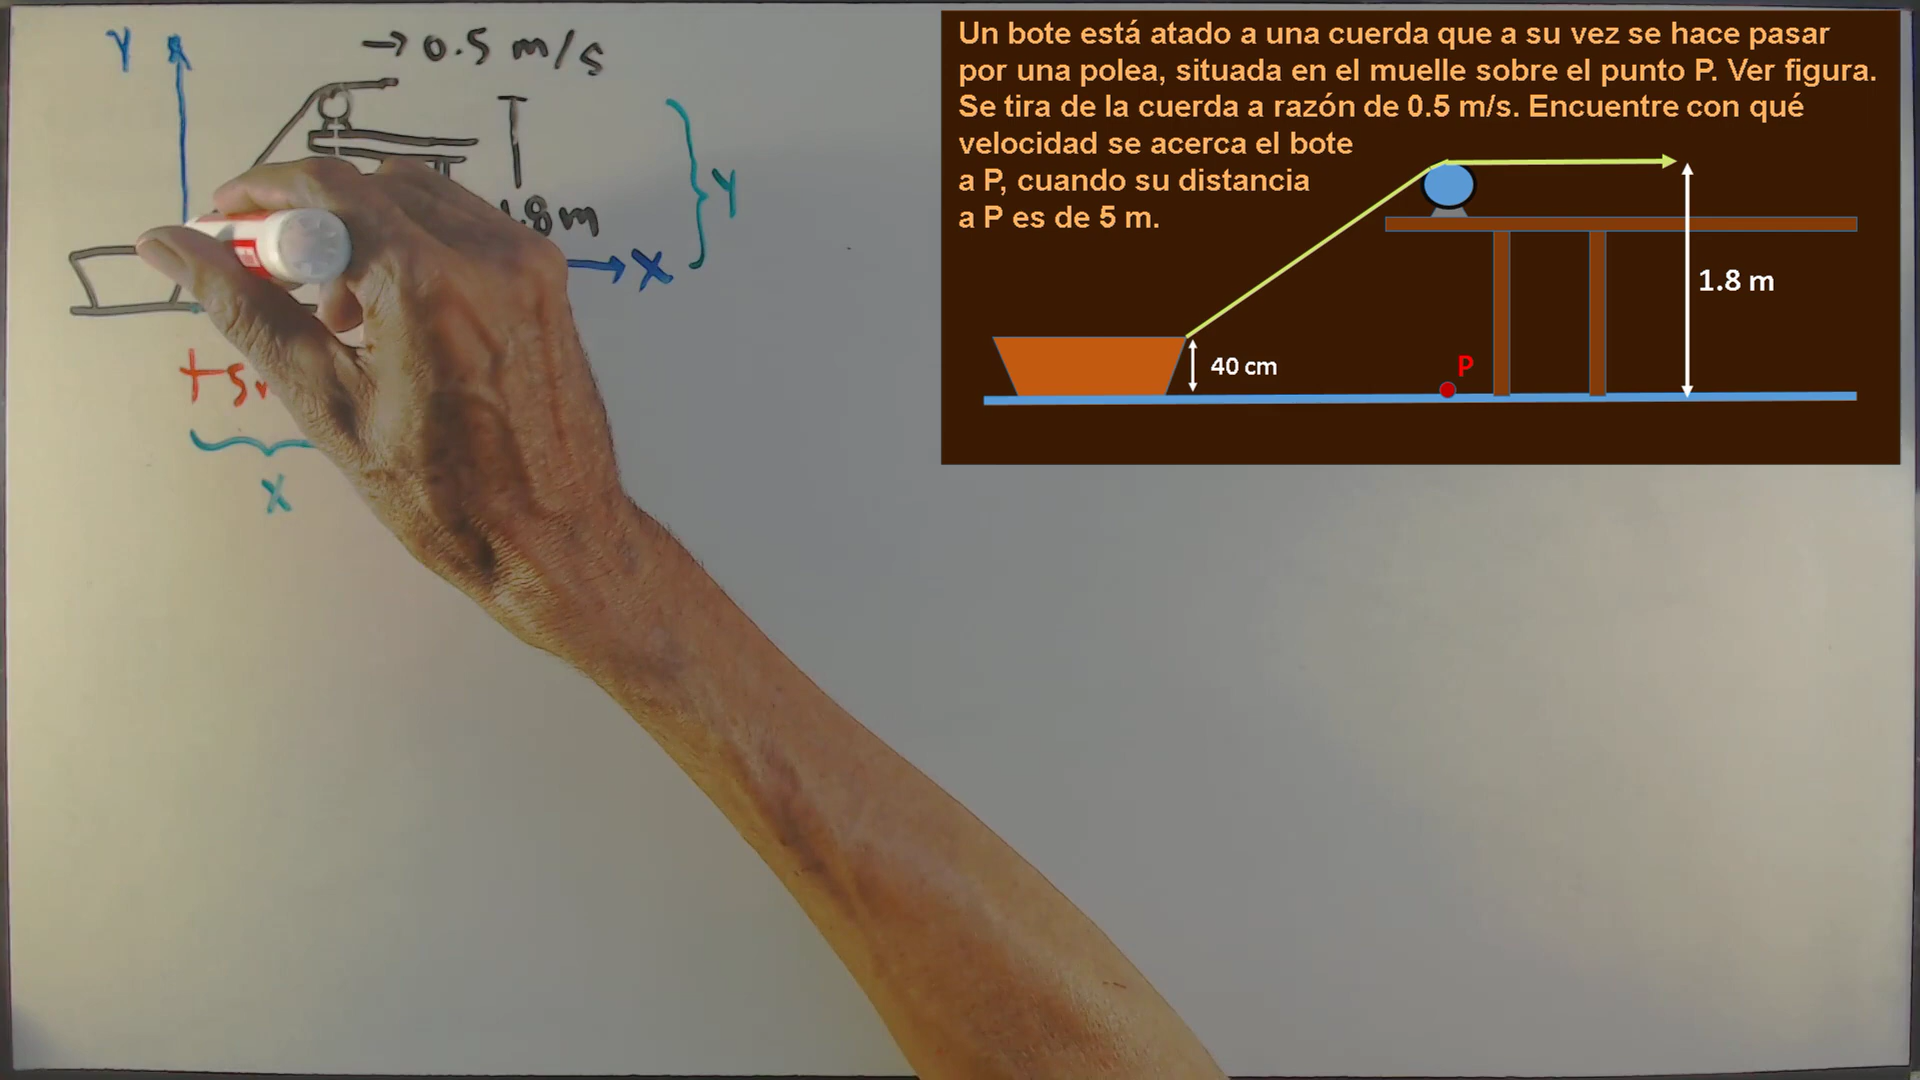 Y
→ 0.5 m/s
Y
.8m
X
X
Un bote está atado a una cuerda que a su vez se hace pasar
por una polea, situada en el muelle sobre el punto P. Ver figura.
Se tira de la cuerda a razón de 0.5 m/s. Encuentre con qué
velocidad se acerca el bote
a P, cuando su distancia
a P es de 5 m.
1.8 m
40 cm
P